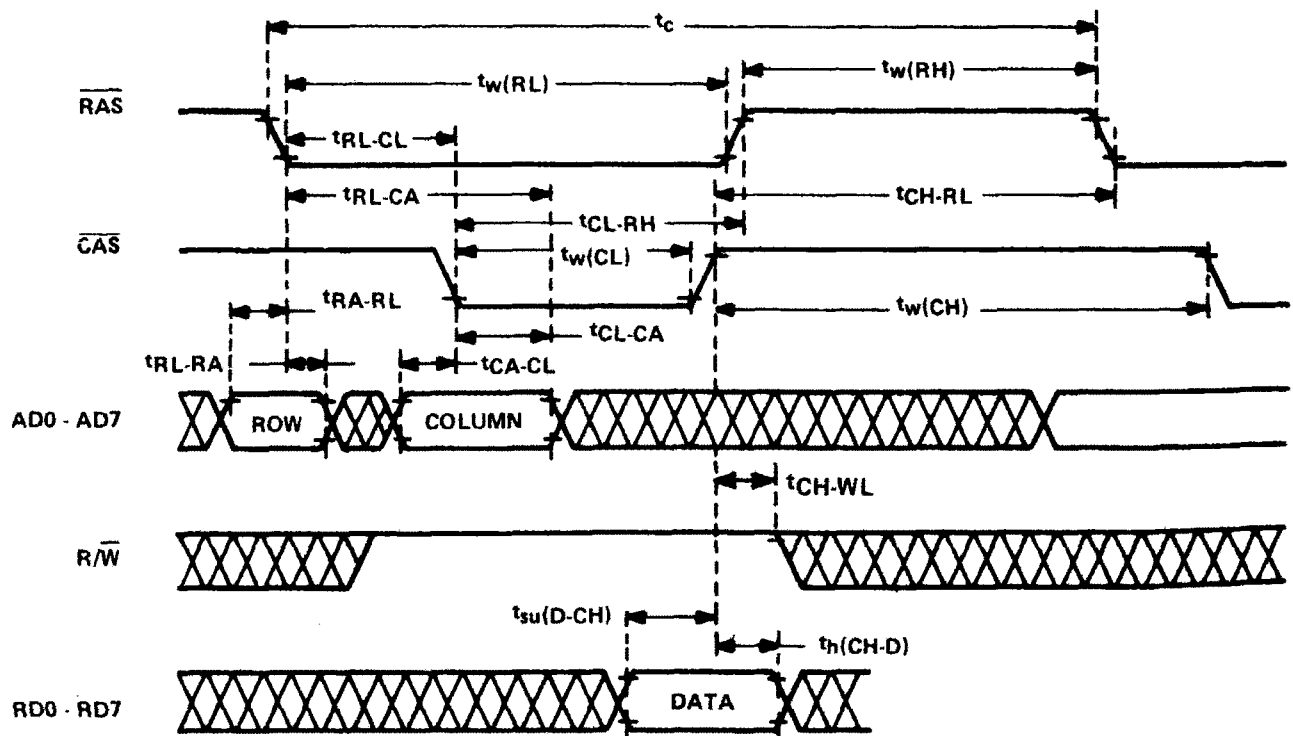 tc
tw(RL)
tw(RH)
RAS
tRL-CL
tRL-CA
tCH-RL
tCL-RH
CAS
tw(CL)
tRA-RL
tw(CH)
tCL-CA
tRL-RA
tCA-CL
AD0 - AD7
ROW
COLUMN
tCH-WL
R/W
tsu(D-CH)
th(CH-D)
RD0 - RD7
DATA